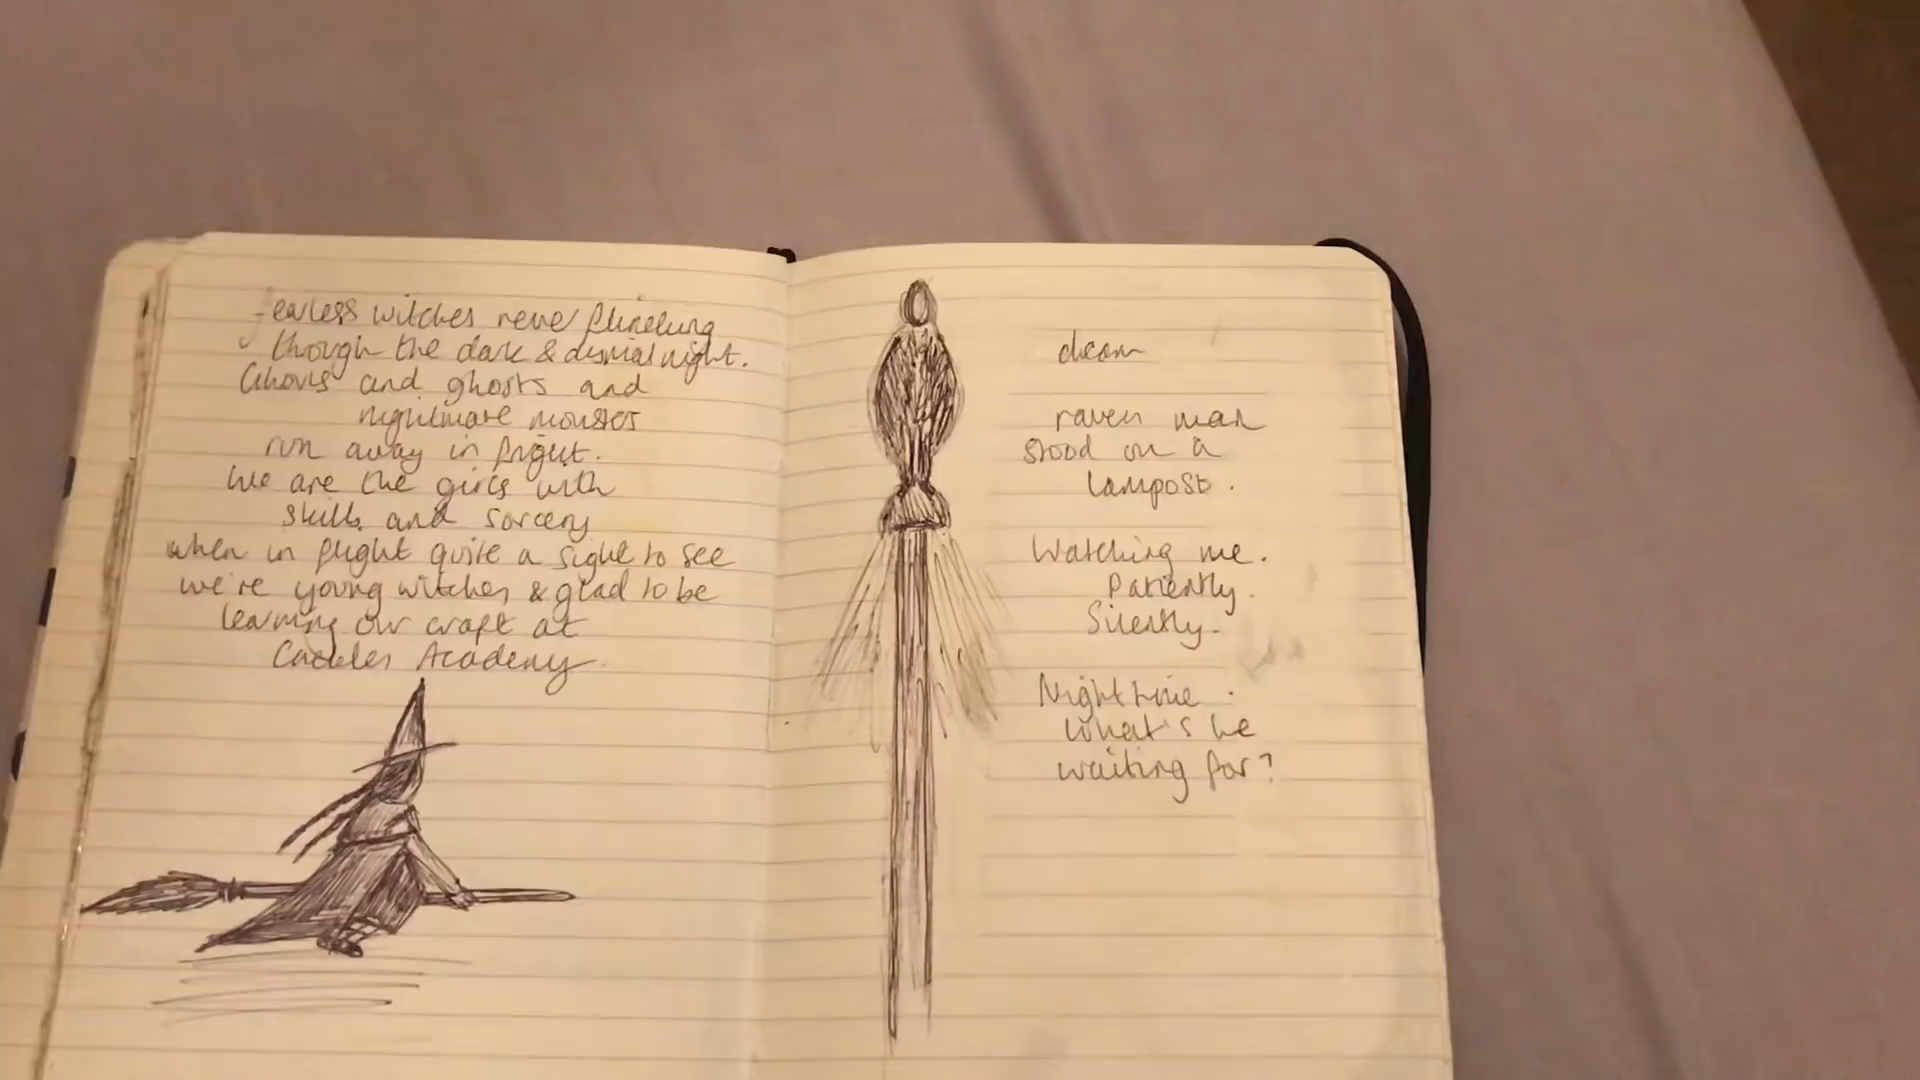 fearless witches never flinching
through the dark & dismal night.
Ghouls and ghosts and
nightmare monsters
run away in fright.
We are the girls with
skills and sorcery
when in flight quite a sight to see
we're young witches & glad to be
learning our craft at
Cackles Academy
dream
raven man
stood on a
lampost.
Watching me.
Patiently.
Silently.
Nighttime.
What's he
waiting for?